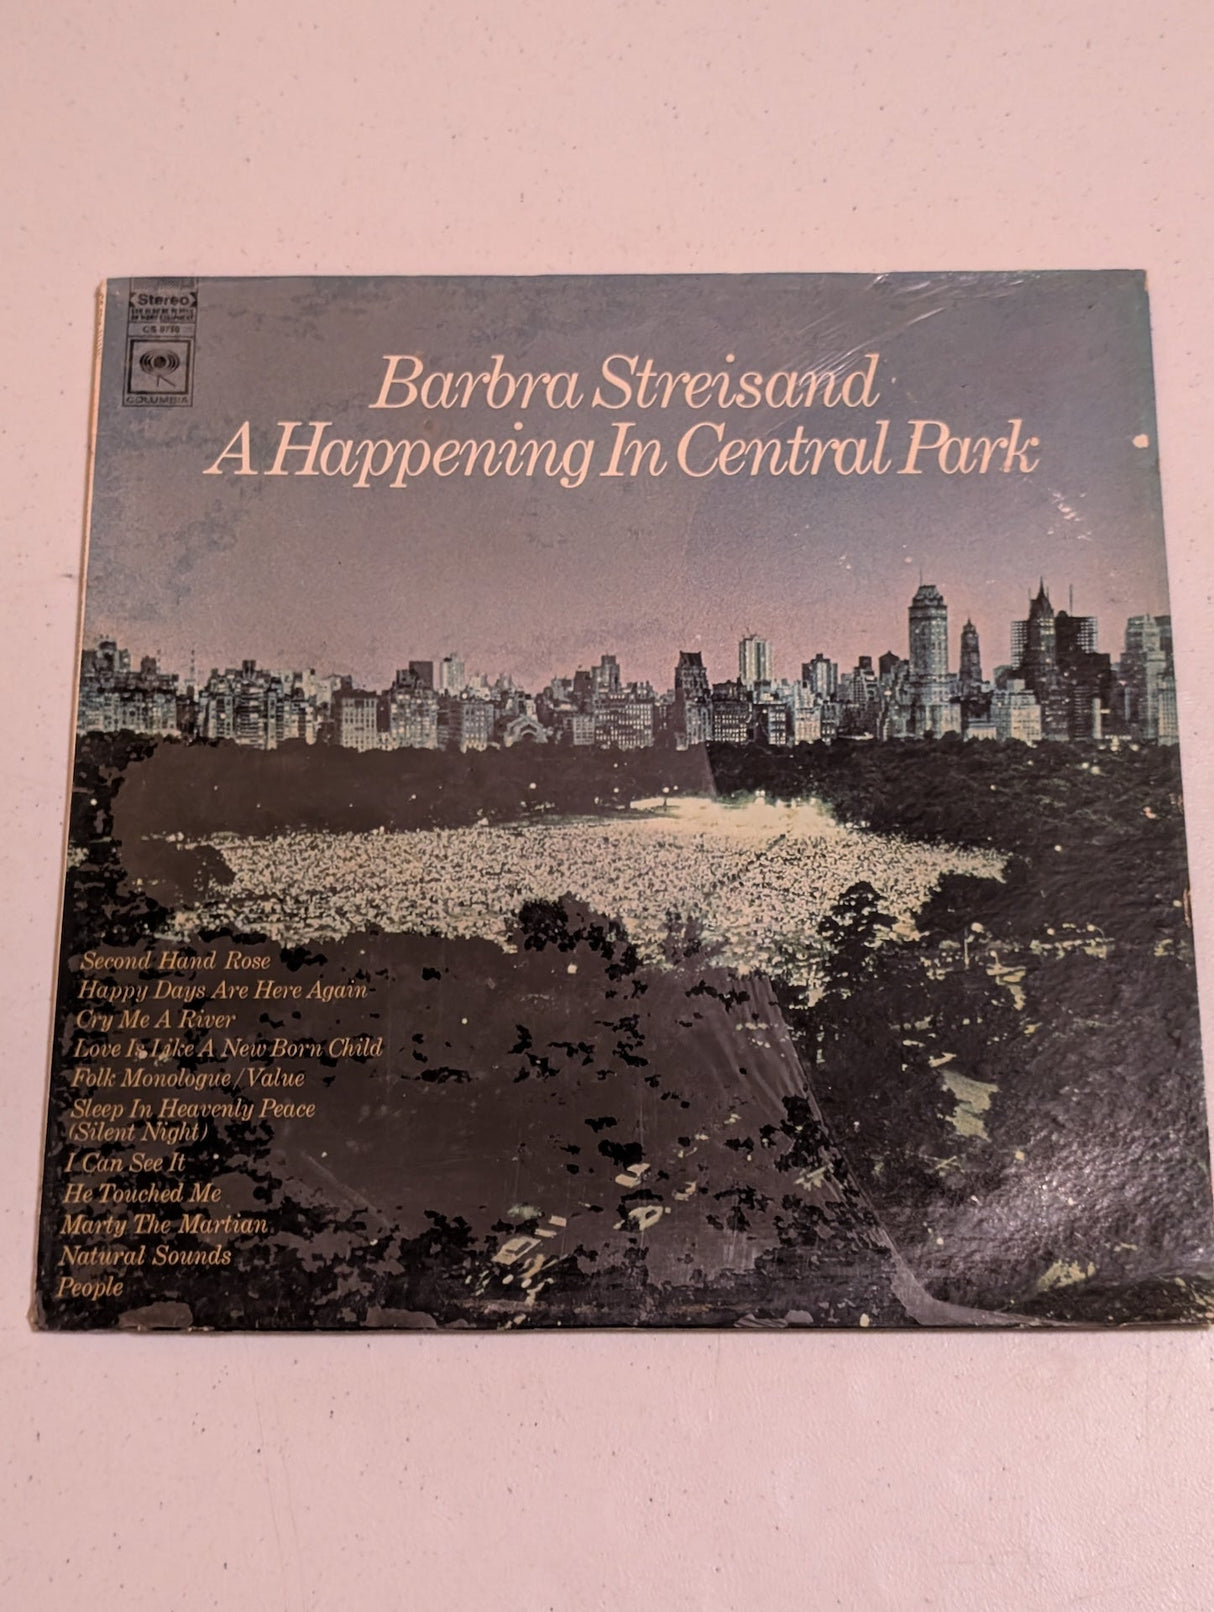 Stereo
COLUMBIA
Barbra Streisand
A Happening In Central Park
Second Hand Rose
Happy Days Are Here Again
Cry Me A River
Love Is Like A New Born Child
Folk Monologue/Value
Sleep In Heavenly Peace
(Silent Night)
I Can See It
He Touched Me
Marty The Martian
Natural Sounds
People